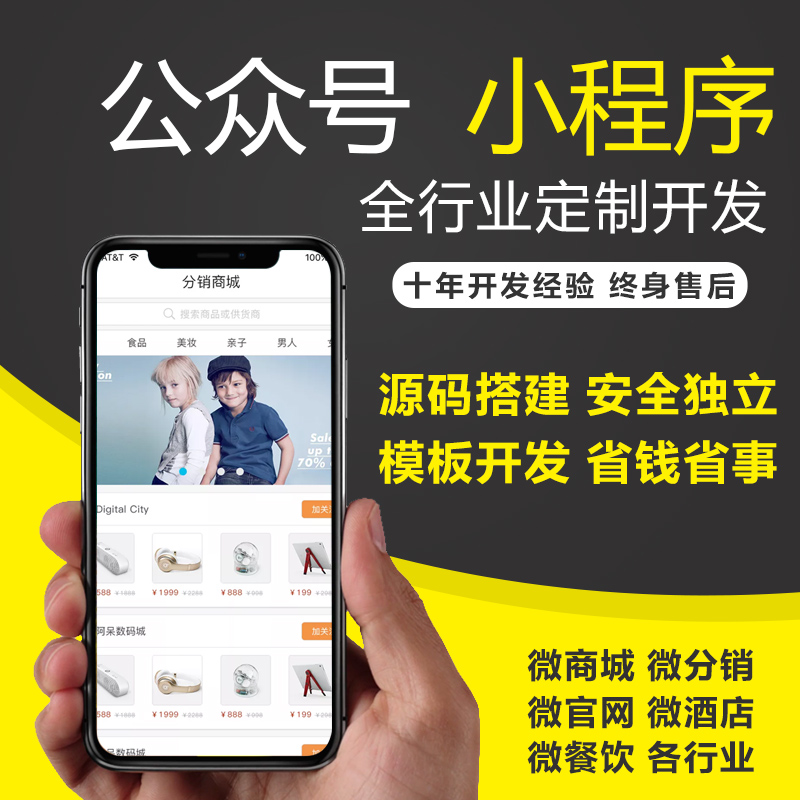 公众号 小程序
全行业定制开发
十年开发经验 终身售后
源码搭建 安全独立
模板开发 省钱省事
AT&T 100%
分销商城
搜索商品或供货商
食品 美妆 亲子 男人
Sale
up t
70%
Digital City 加关
588 ¥1888 ¥1999 ¥2288 ¥888 ¥998 ¥199 ¥299
阿呆数码城 加关
588 ¥1888 ¥1999 ¥2288 ¥888 ¥998 ¥199 ¥299
阿呆数码城 加关
微商城 微分销
微官网 微酒店
微餐饮 各行业